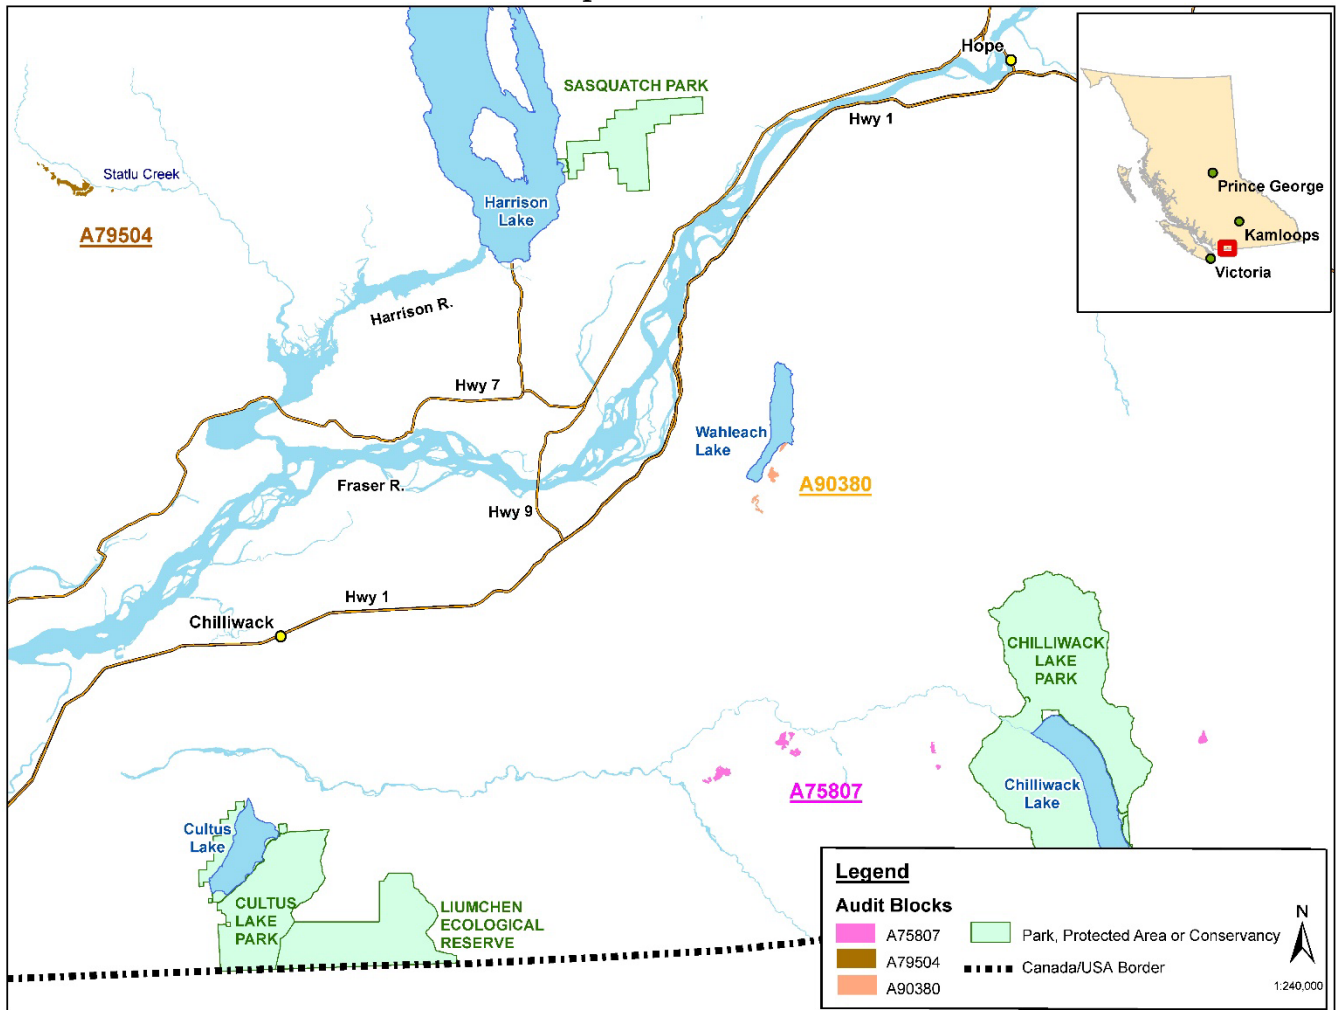 Hope
SASQUATCH PARK
Hwy 1
Statlu Creek
Prince George
Harrison
Lake
A79504
Kamloops
Victoria
Harrison R.
Hwy 7
Wahleach
Lake
A90380
Fraser R.
Hwy 9
Hwy 1
Chilliwack
CHILLIWACK
LAKE
PARK
A75807
Chilliwack
Lake
Cultus
Lake
CULTUS
LAKE
PARK
LIUMCHEN
ECOLOGICAL
RESERVE
Legend
Audit Blocks
A75807
Park, Protected Area or Conservancy
A79504
Canada/USA Border
A90380
N
1:240,000